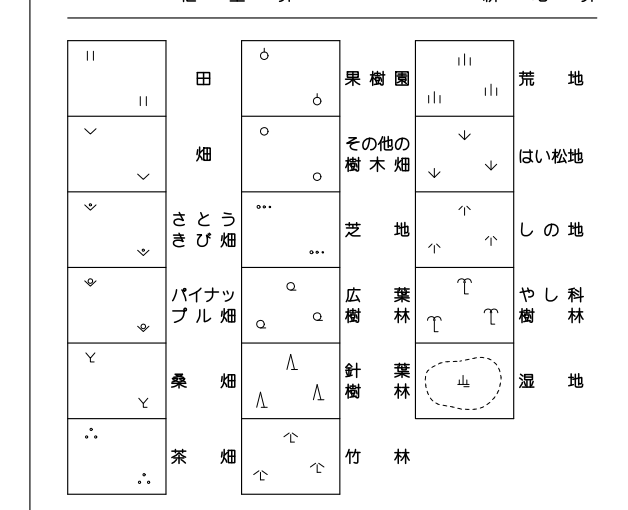 田
果樹園
荒地
畑
その他の
樹木畑
はい松地
さとう
きび畑
芝地
しの地
パイナッ
プル畑
広葉
樹林
やし科
樹林
桑畑
針葉
樹林
湿地
茶畑
竹林